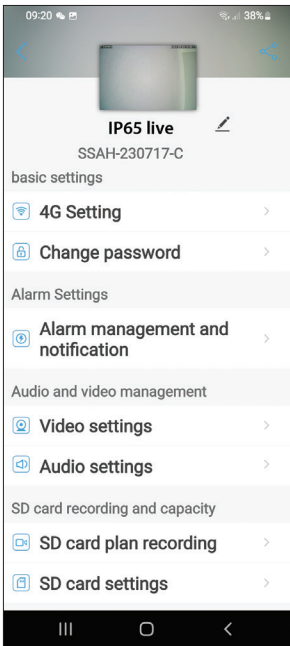 09:20
38%
IP65 live
SSAH-230717-C
basic settings
4G Setting
Change password
Alarm Settings
Alarm management and
notification
Audio and video management
Video settings
Audio settings
SD card recording and capacity
SD card plan recording
SD card settings